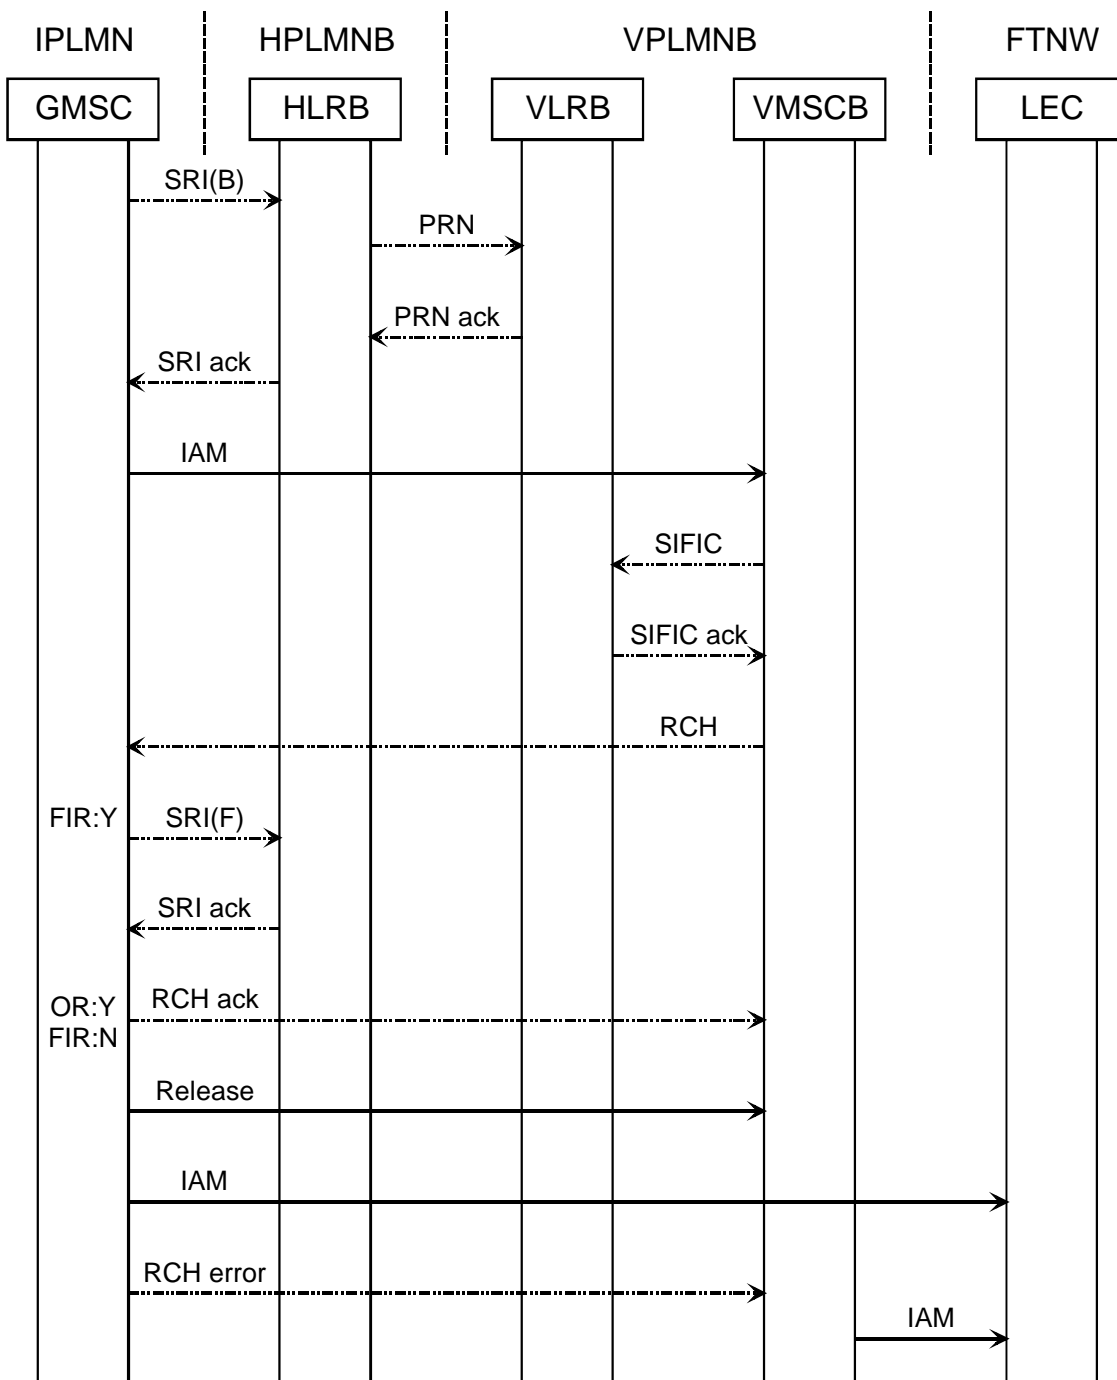 IPLMN HPLMNB VPLMNB FTNW
GMSC HLRB VLRB VMSCB LEC
SRI(B)
PRN
PRN ack
SRI ack
IAM
SIFIC
SIFIC ack
RCH
FIR:Y SRI(F)
SRI ack
OR:Y RCH ack
FIR:N
Release
IAM
RCH error
IAM